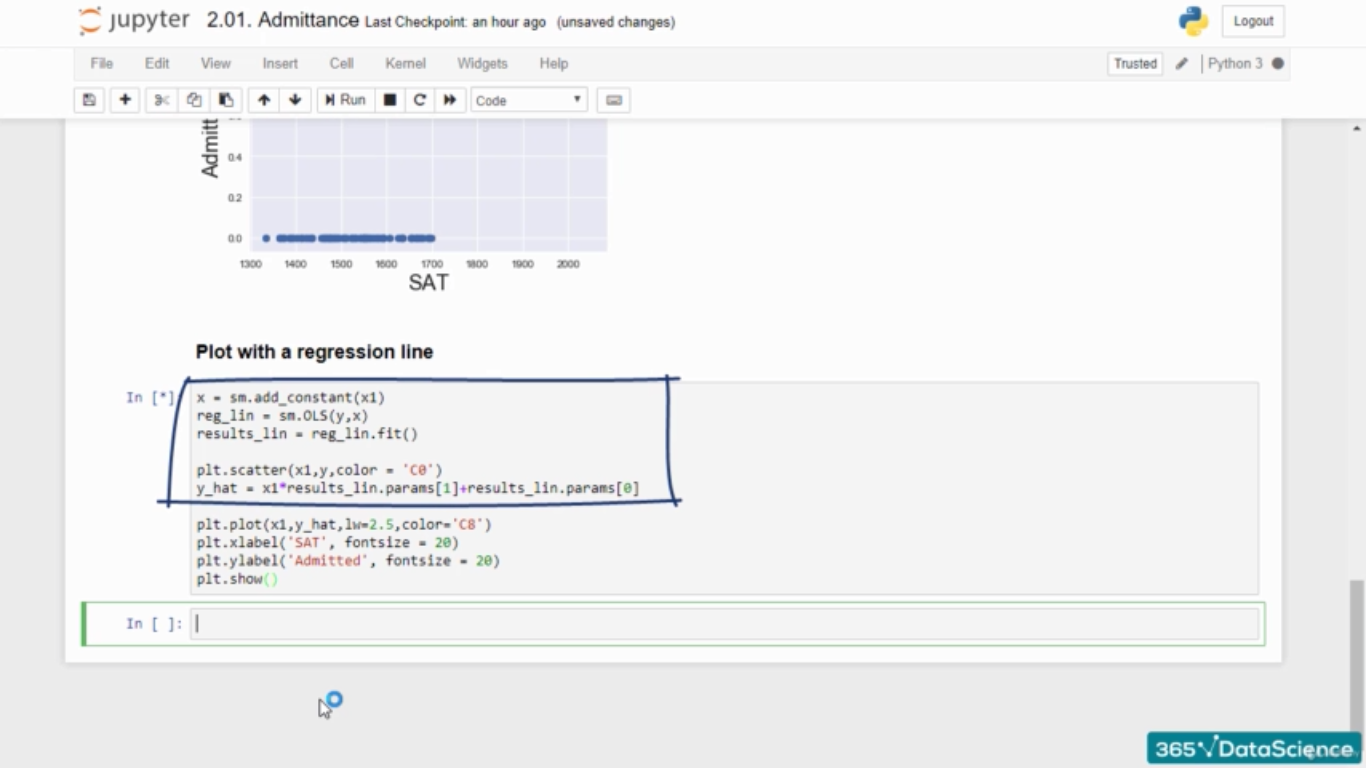 jupyter 2.01. Admittance Last Checkpoint: an hour ago (unsaved changes) Logout
File Edit View Insert Cell Kernel Widgets Help Trusted Python 3
Run Code
Admitt
0.4
0.2
0.0
1300 1400 1500 1600 1700 1800 1900 2000
SAT
Plot with a regression line
In [*]: x = sm.add_constant(x1)
reg_lin = sm.OLS(y,x)
results_lin = reg_lin.fit()
plt.scatter(x1,y,color = 'C0')
y_hat = x1*results_lin.params[1]+results_lin.params[0]
plt.plot(x1,y_hat,lw=2.5,color='C8')
plt.xlabel('SAT', fontsize = 20)
plt.ylabel('Admitted', fontsize = 20)
plt.show()
In [ ]:
365 DataScience